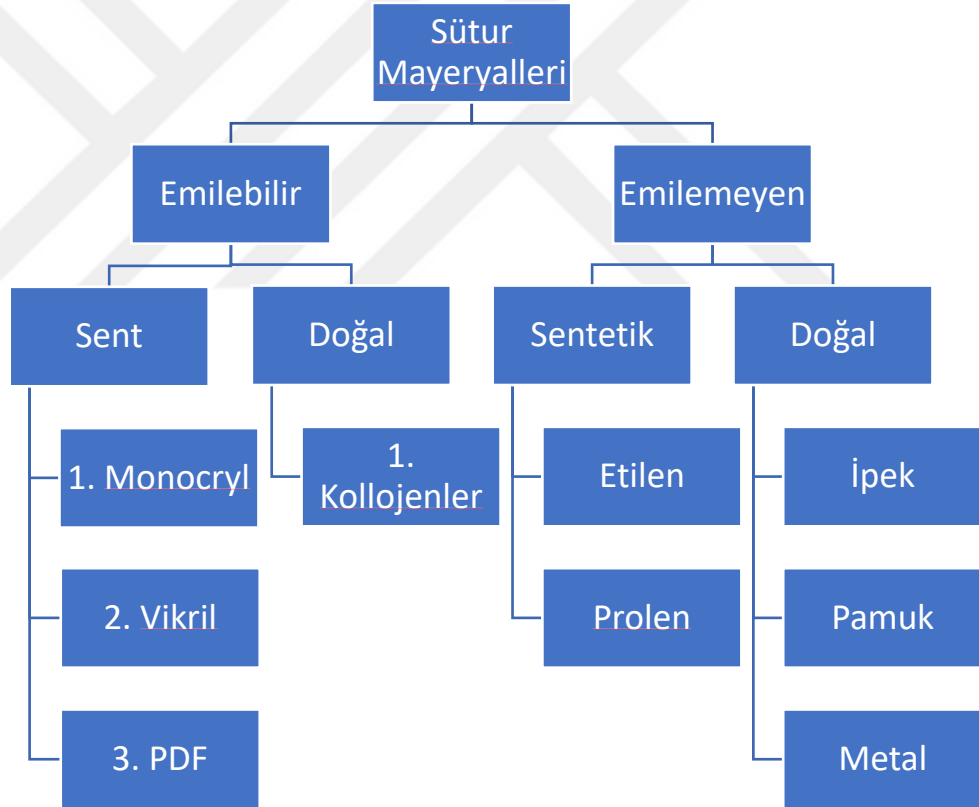 Sütur
Mayeryalleri
Emilebilir
Emilemeyen
Sent
Doğal
Sentetik
Doğal
1. Monocryl
1.
Kollojenler
Etilen
İpek
2. Vikril
Prolen
Pamuk
3. PDF
Metal